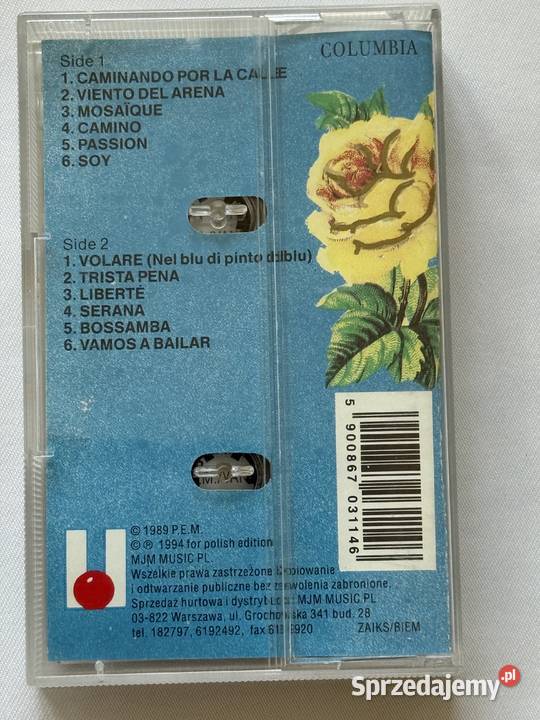 COLUMBIA
Side 1
1. CAMINANDO POR LA CALLE
2. VIENTO DEL ARENA
3. MOSAÏQUE
4. CAMINO
5. PASSION
6. SOY
Side 2
1. VOLARE (Nel blu di pinto ddblu)
2. TRISTA PENA
3. LIBERTÉ
4. SERANA
5. BOSSAMBA
6. VAMOS A BAILAR
5 900867 031146
© 1989 P.E.M.
© ℗ 1994 for polish edition
MJM MUSIC PL
Wszelkie prawa zastrzeżone. Kopiowanie
i odtwarzanie publiczne bez zezwolenia zabronione.
Sprzedaż hurtowa i MJM MUSIC PL
03-822 Warszawa, ul. Grochowska 341 bud. 28
tel. 182797, 6192492, fax
ZAIKS/BIEM
Sprzedajemy.pl